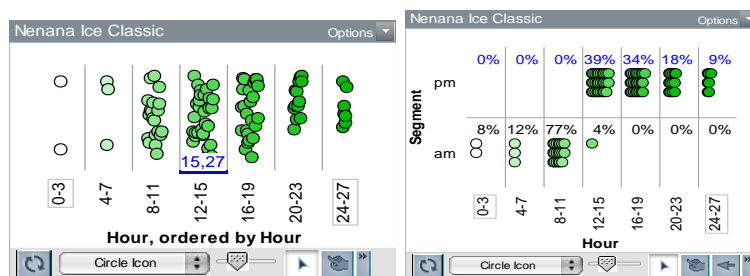 Nenana Ice Classic
Options
15,27
0-3
4-7
8-11
12-15
16-19
20-23
24-27
Hour, ordered by Hour
Circle Icon
»
Nenana Ice Classic
Options
Segment
pm
0% 0% 0% 39% 34% 18% 9%
am
8% 12% 77% 4% 0% 0% 0%
0-3
4-7
8-11
12-15
16-19
20-23
24-27
Hour
Circle Icon
»